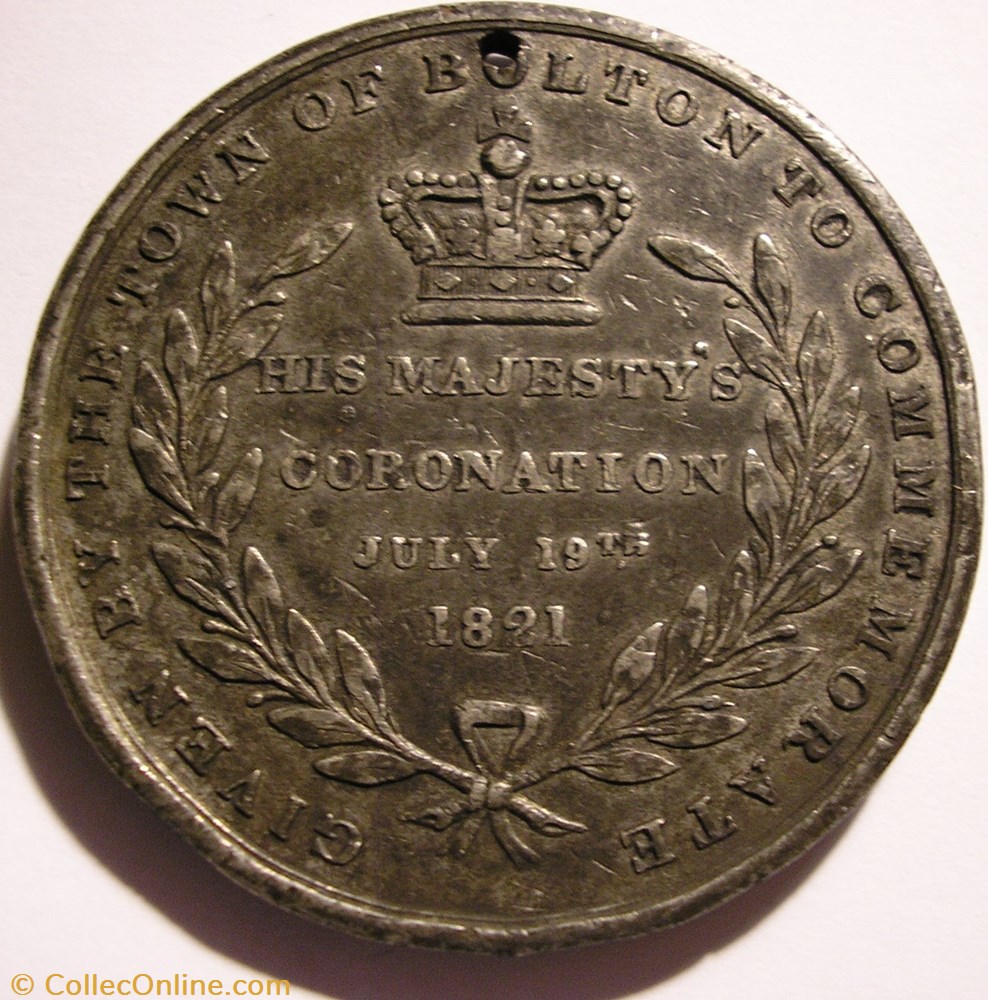 GIVEN BY THE TOWN OF BOLTON TO COMMEMORATE
HIS MAJESTY'S
CORONATION
JULY 19TH
1821
© CollecOnline.com